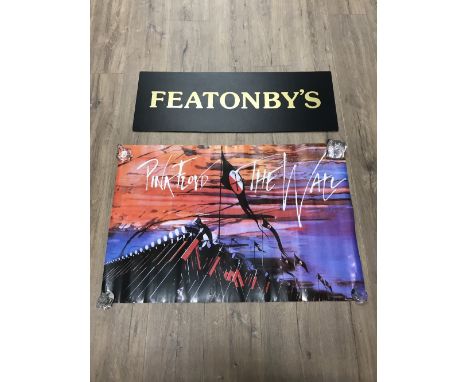 FEATONBY'S
PINK FLOYD THE WALL